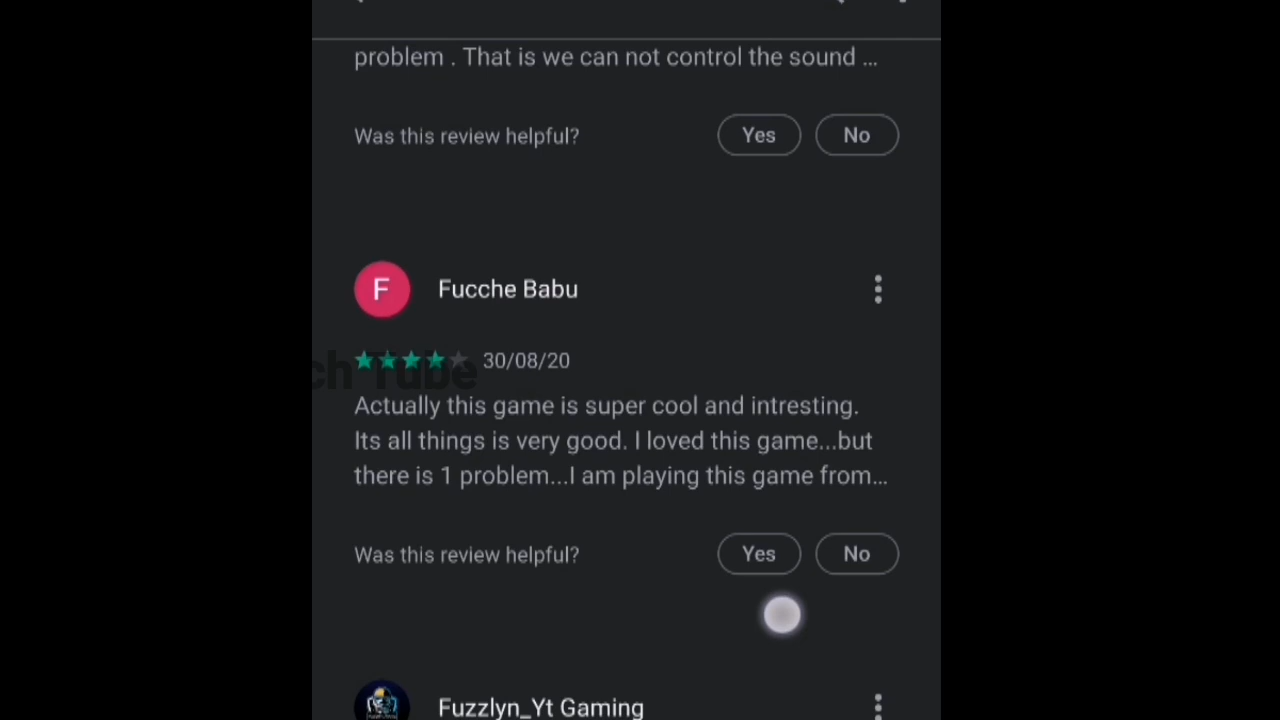 problem . That is we can not control the sound ...
Was this review helpful?
Yes
No
F
Fucche Babu
30/08/20
ch Tube
Actually this game is super cool and intresting.
Its all things is very good. I loved this game...but
there is 1 problem...I am playing this game from...
Was this review helpful?
Yes
No
Fuzzlyn_Yt Gaming